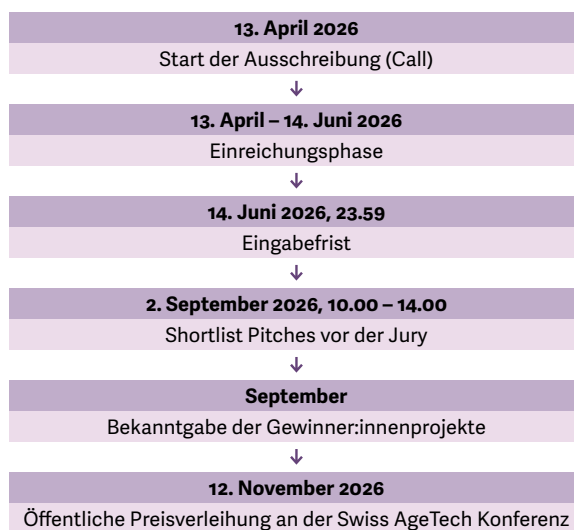 13. April 2026
Start der Ausschreibung (Call)
↓
13. April – 14. Juni 2026
Einreichungsphase
↓
14. Juni 2026, 23.59
Eingabefrist
↓
2. September 2026, 10.00 – 14.00
Shortlist Pitches vor der Jury
↓
September
Bekanntgabe der Gewinner:innenprojekte
↓
12. November 2026
Öffentliche Preisverleihung an der Swiss AgeTech Konferenz